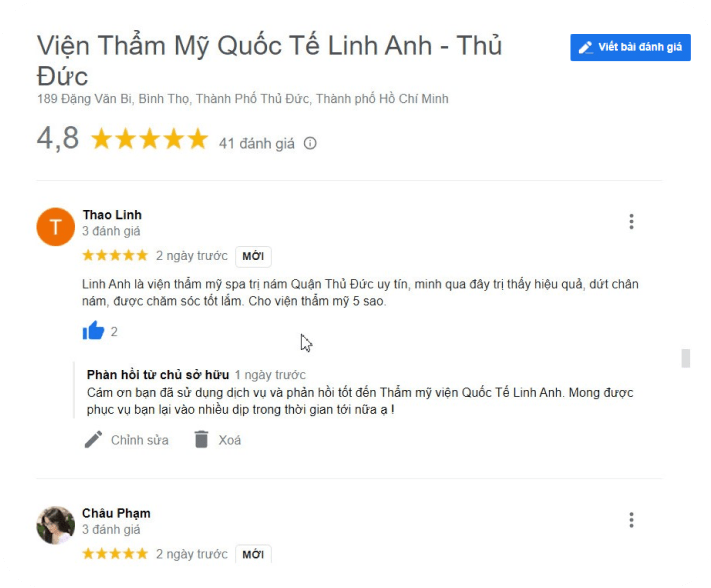 Viện Thẩm Mỹ Quốc Tế Linh Anh - Thủ
Đức
Viết bài đánh giá
189 Đặng Văn Bi, Bình Thọ, Thành Phố Thủ Đức, Thành phố Hồ Chí Minh
4,8 41 đánh giá
T
Thao Linh
3 đánh giá
2 ngày trước MỚI
Linh Anh là viện thẩm mỹ spa trị nám Quận Thủ Đức uy tín, minh qua đây trị thấy hiệu quả, dứt chân
nám, được chăm sóc tốt lắm. Cho viện thẩm mỹ 5 sao.
2
Phản hồi từ chủ sở hữu 1 ngày trước
Cám ơn bạn đã sử dụng dịch vụ và phản hồi tốt đến Thẩm mỹ viện Quốc Tế Linh Anh. Mong được
phục vụ bạn lại vào nhiều dịp trong thời gian tới nữa ạ !
Chỉnh sửa Xoá
Châu Phạm
3 đánh giá
2 ngày trước MỚI